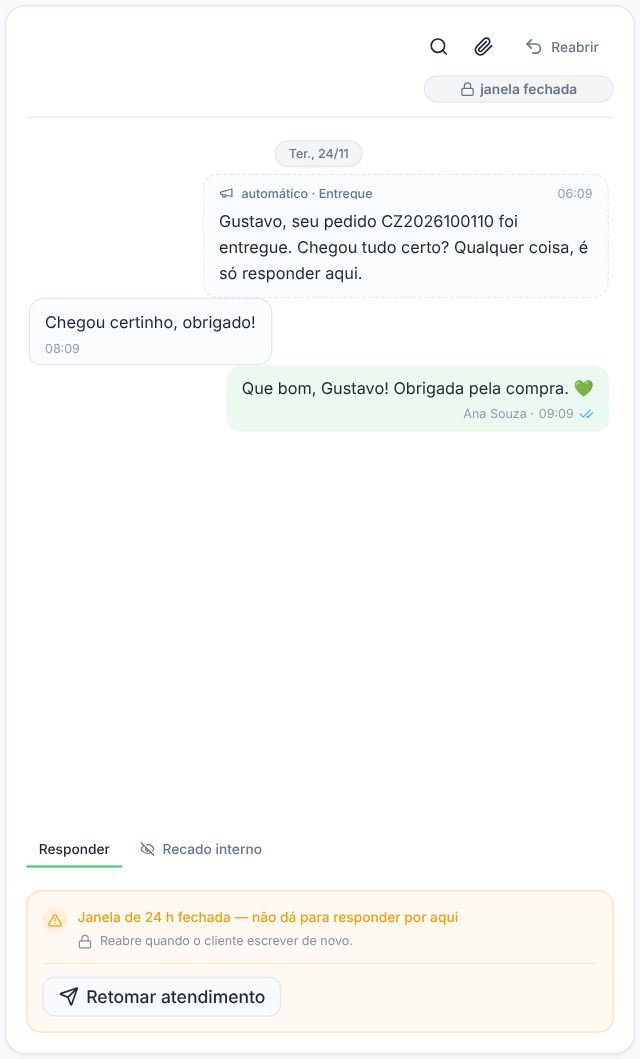 Reabrir
janela fechada
Ter., 24/11
automático · Entregue 06:09
Gustavo, seu pedido CZ2026100110 foi
entregue. Chegou tudo certo? Qualquer coisa, é
só responder aqui.
Chegou certinho, obrigado!
08:09
Que bom, Gustavo! Obrigada pela compra. 💚
Ana Souza · 09:09
Responder
Recado interno
Janela de 24 h fechada — não dá para responder por aqui
Reabre quando o cliente escrever de novo.
Retomar atendimento